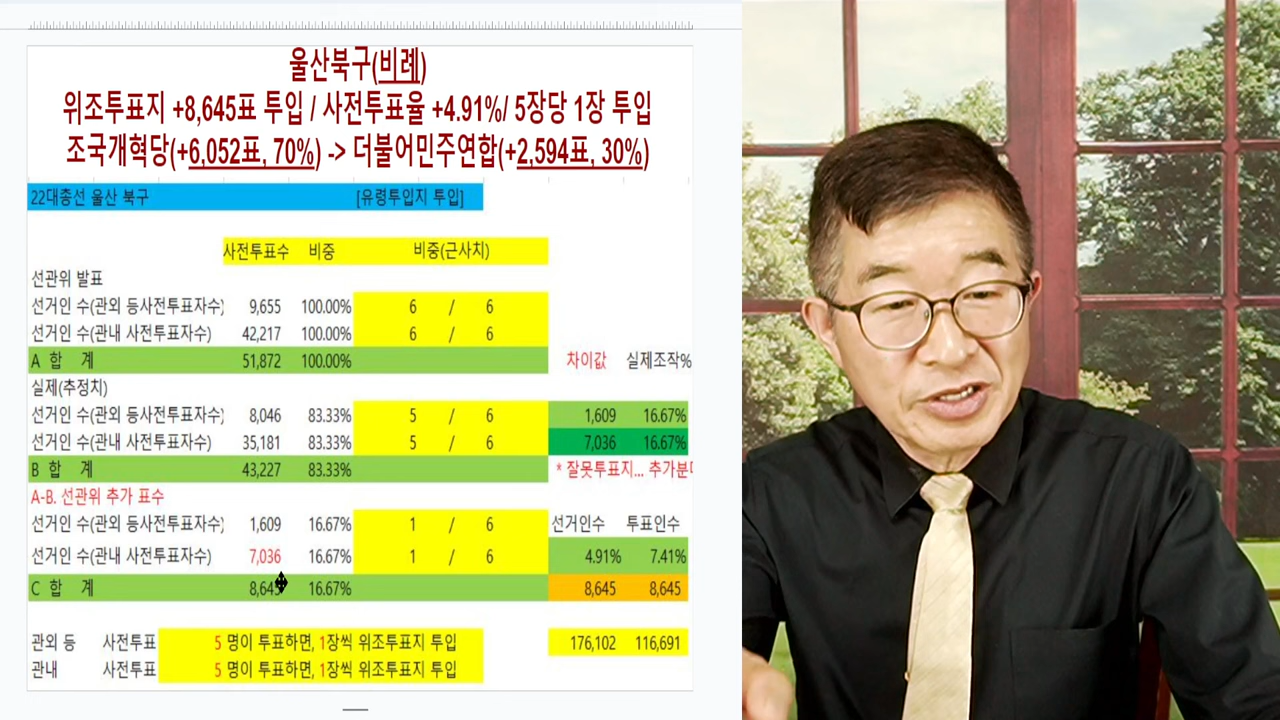 울산북구(비례)
위조투표지 +8,645표 투입 / 사전투표율 +4.91%/ 5장당 1장 투입
조국개혁당(+6,052표, 70%) -> 더불어민주연합(+2,594표, 30%)
22대총선 울산 북구 [유령투입지 투입]
사전투표수 비중 비중(근사치)
선관위 발표
선거인 수(관외 등사전투표자수) 9,655 100.00% 6 / 6
선거인 수(관내 사전투표자수) 42,217 100.00% 6 / 6
A 합 계 51,872 100.00% 차이값 실제조작%
실제(추정치)
선거인 수(관외 등사전투표자수) 8,046 83.33% 5 / 6 1,609 16.67%
선거인 수(관내 사전투표자수) 35,181 83.33% 5 / 6 7,036 16.67%
B 합 계 43,227 83.33% * 잘못투표지... 추가분
A-B. 선관위 추가 표수
선거인 수(관외 등사전투표자수) 1,609 16.67% 1 / 6 선거인수 투표인수
선거인 수(관내 사전투표자수) 7,036 16.67% 1 / 6 4.91% 7.41%
C 합 계 8,645 16.67% 8,645 8,645
관외 등 사전투표 5 명이 투표하면, 1장씩 위조투표지 투입 176,102 116,691
관내 사전투표 5 명이 투표하면, 1장씩 위조투표지 투입